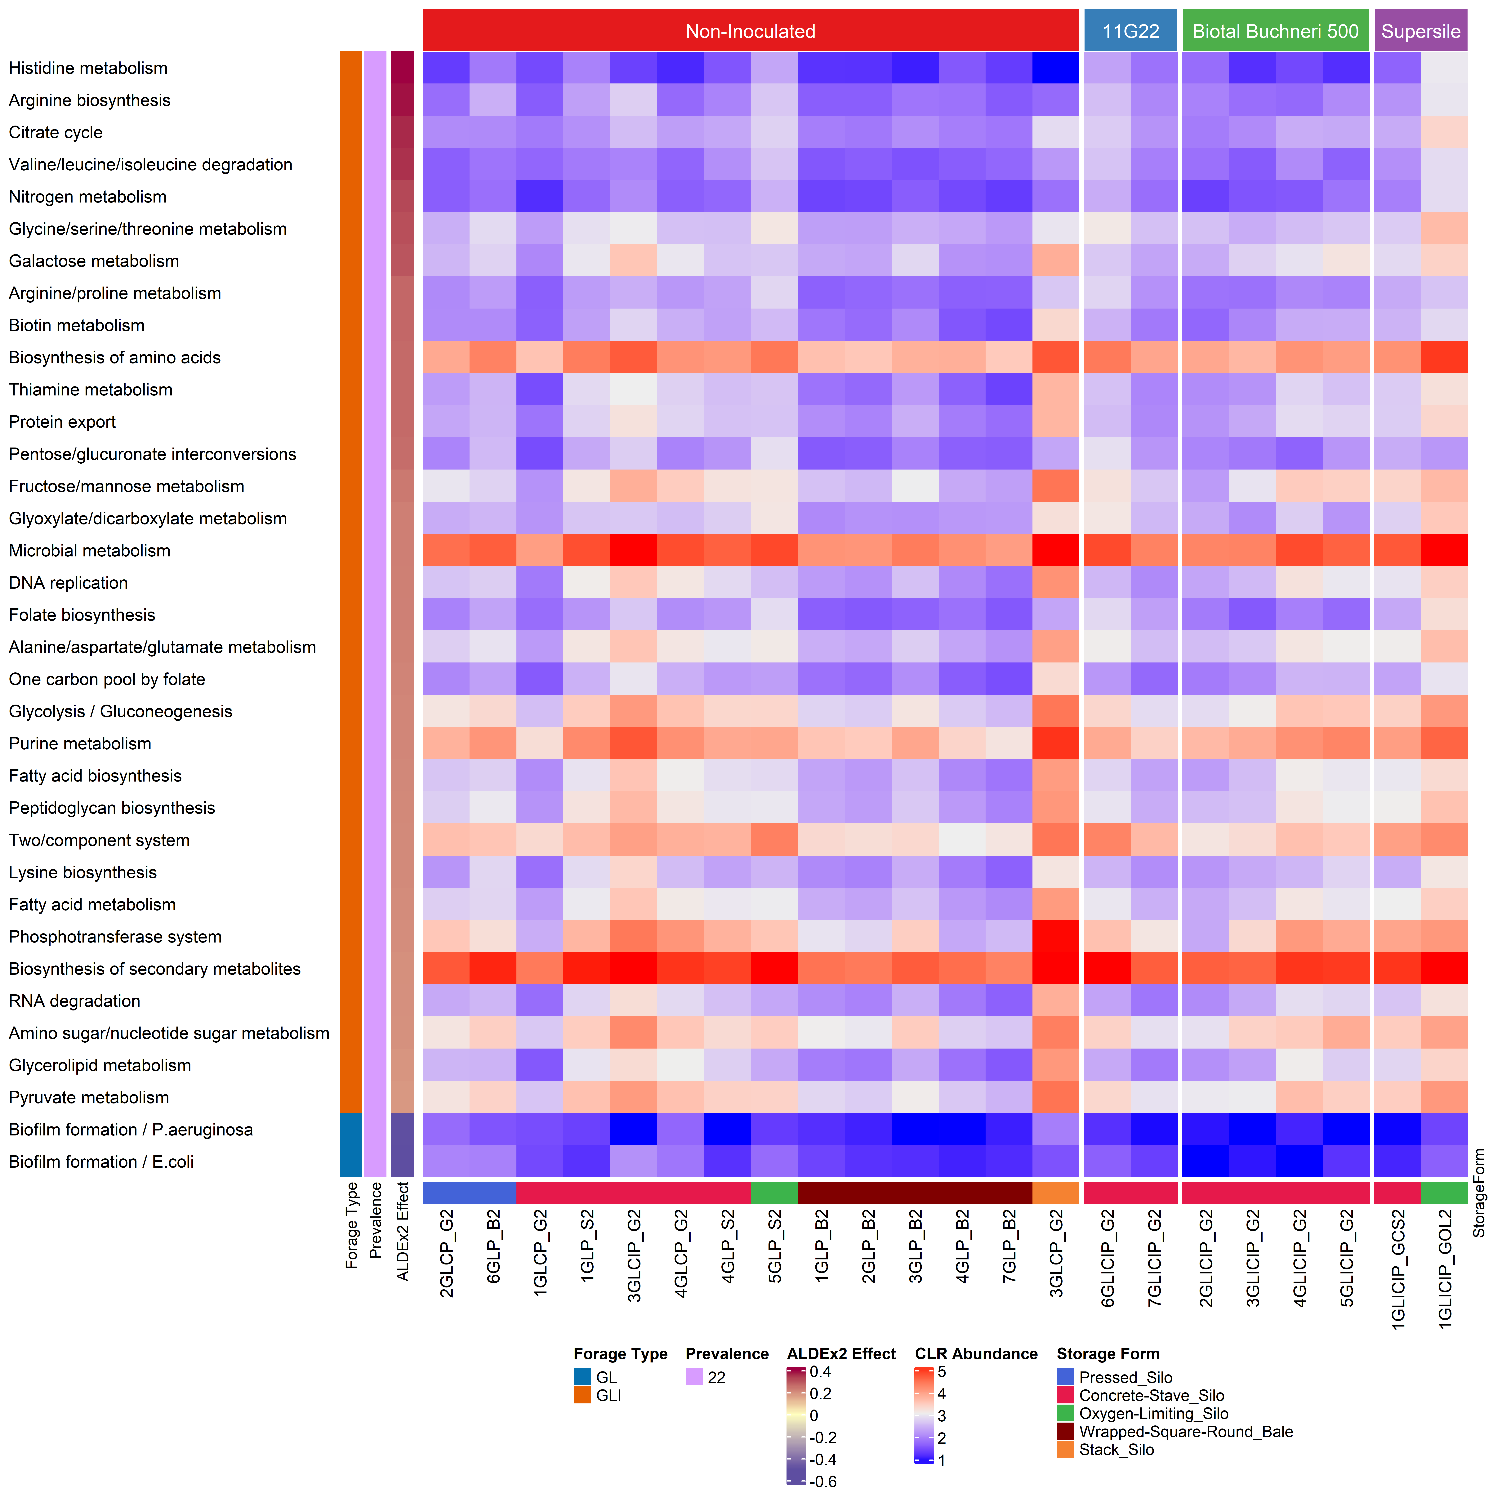 Non-Inoculated 11G22 Biotal Buchneri 500 Supersile
Histidine metabolism
Arginine biosynthesis
Citrate cycle
Valine/leucine/isoleucine degradation
Nitrogen metabolism
Glycine/serine/threonine metabolism
Galactose metabolism
Arginine/proline metabolism
Biotin metabolism
Biosynthesis of amino acids
Thiamine metabolism
Protein export
Pentose/glucuronate interconversions
Fructose/mannose metabolism
Glyoxylate/dicarboxylate metabolism
Microbial metabolism
DNA replication
Folate biosynthesis
Alanine/aspartate/glutamate metabolism
One carbon pool by folate
Glycolysis / Gluconeogenesis
Purine metabolism
Fatty acid biosynthesis
Peptidoglycan biosynthesis
Two/component system
Lysine biosynthesis
Fatty acid metabolism
Phosphotransferase system
Biosynthesis of secondary metabolites
RNA degradation
Amino sugar/nucleotide sugar metabolism
Glycerolipid metabolism
Pyruvate metabolism
Biofilm formation / P.aeruginosa
Biofilm formation / E.coli
Forage Type
Prevalence
ALDEx2 Effect
2GLCP_G2
6GLP_B2
1GLCP_G2
1GLP_S2
3GLCIP_G2
4GLCP_G2
4GLP_S2
5GLP_S2
1GLP_B2
2GLP_B2
3GLP_B2
4GLP_B2
7GLP_B2
3GLCP_G2
6GLICIP_G2
7GLICIP_G2
2GLICIP_G2
3GLICIP_G2
4GLICIP_G2
5GLICIP_G2
1GLICIP_GCS2
1GLICIP_GOL2
StorageForm
Forage Type
GL
GLI
Prevalence
22
ALDEx2 Effect
0.4
0.2
0
-0.2
-0.4
-0.6
CLR Abundance
5
4
3
2
1
Storage Form
Pressed_Silo
Concrete-Stave_Silo
Oxygen-Limiting_Silo
Wrapped-Square-Round_Bale
Stack_Silo